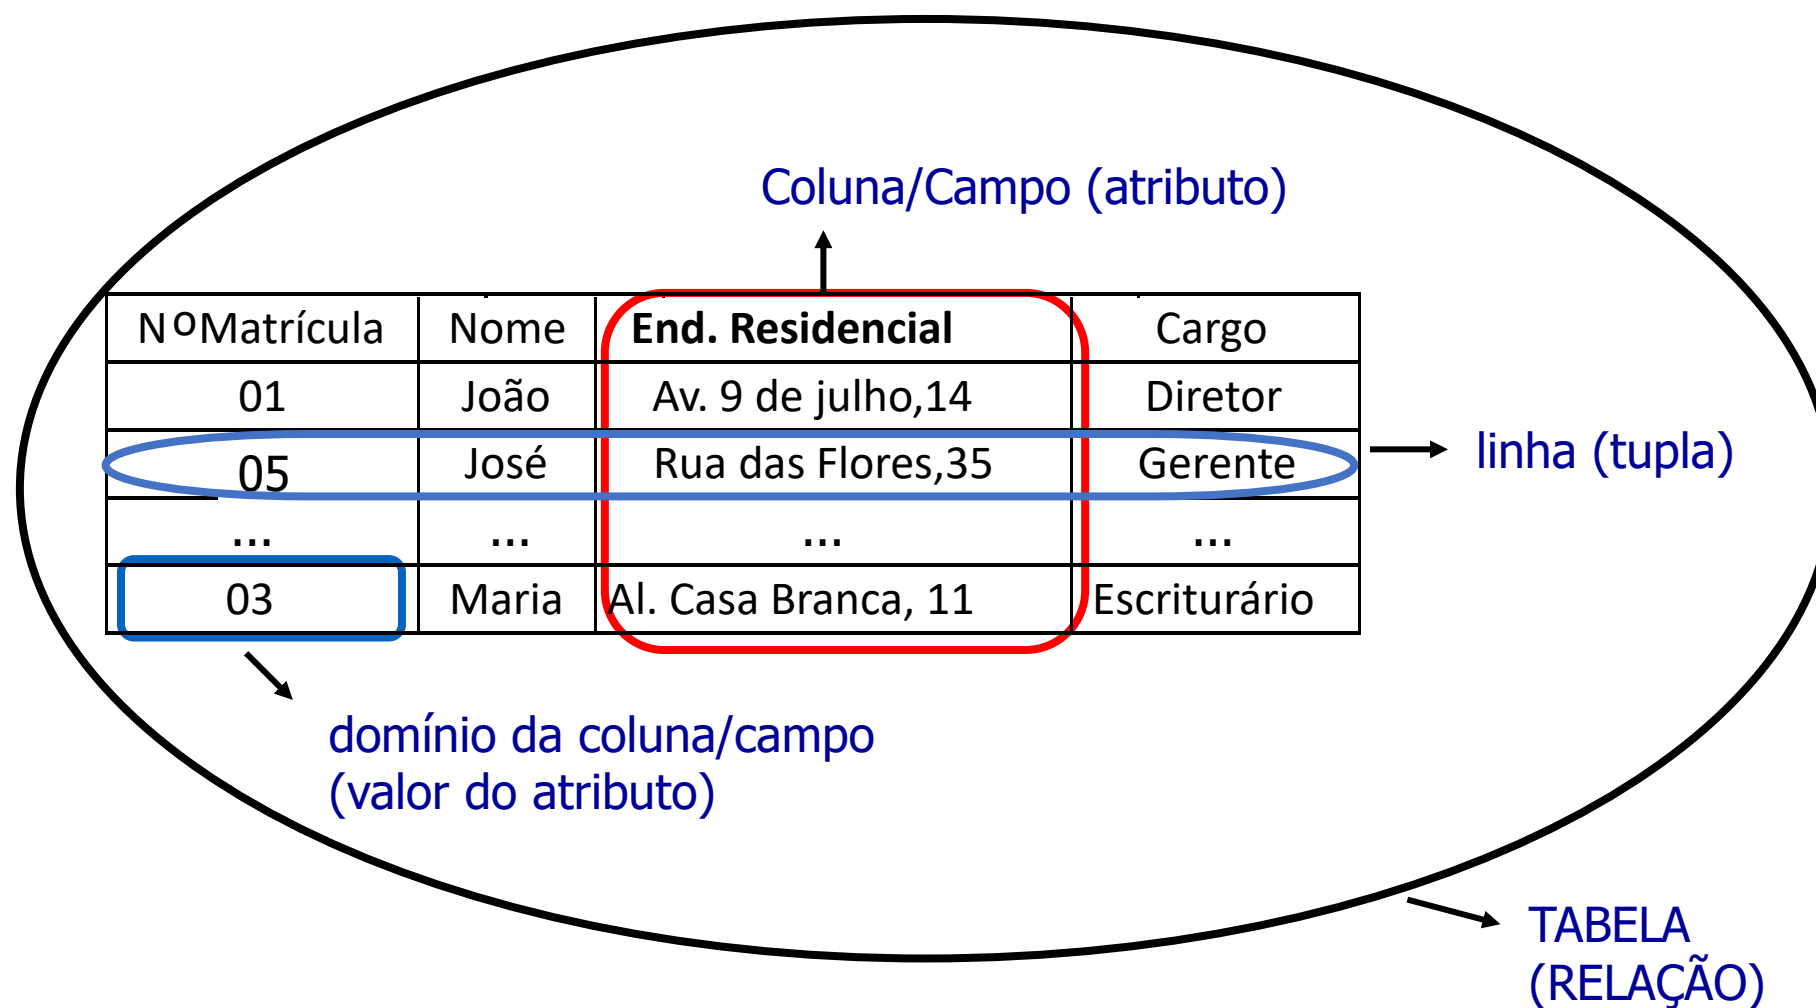 Coluna/Campo (atributo)
NºMatrícula Nome End. Residencial Cargo
01 João Av. 9 de julho,14 Diretor
05 José Rua das Flores,35 Gerente
linha (tupla)
... ... ... ...
03 Maria Al. Casa Branca, 11 Escriturário
domínio da coluna/campo
(valor do atributo)
TABELA
(RELAÇÃO)